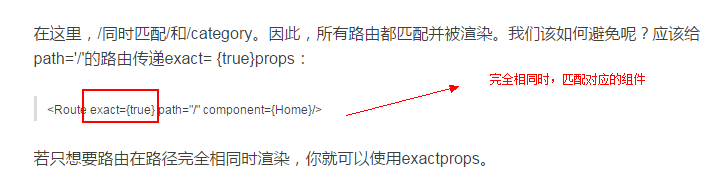 在这里，/同时匹配/和/category。因此，所有路由都匹配并被渲染。我们该如何避免呢？应该给
path='/'的路由传递exact= {true}props：
完全相同时，匹配对应的组件
<Route exact={true} path="/" component={Home}/>
若只想要路由在路径完全相同时渲染，你就可以使用exactprops。